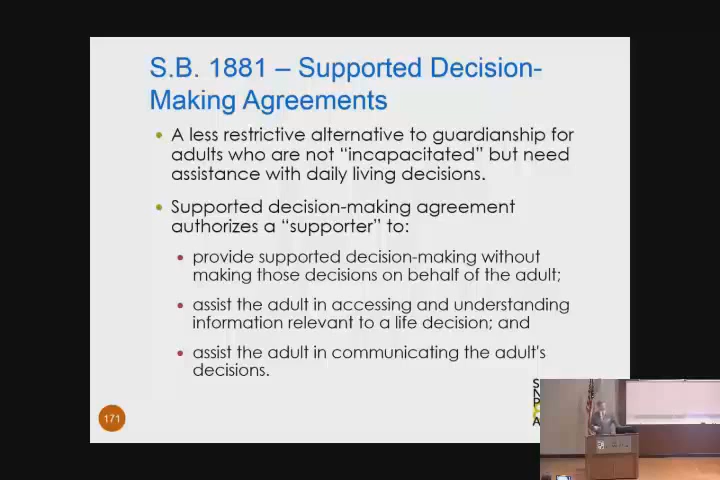 S.B. 1881 – Supported Decision-
Making Agreements
A less restrictive alternative to guardianship for
adults who are not “incapacitated” but need
assistance with daily living decisions.
Supported decision-making agreement
authorizes a “supporter” to:
provide supported decision-making without
making those decisions on behalf of the adult;
assist the adult in accessing and understanding
information relevant to a life decision; and
assist the adult in communicating the adult's
decisions.
171
S
N
P
A